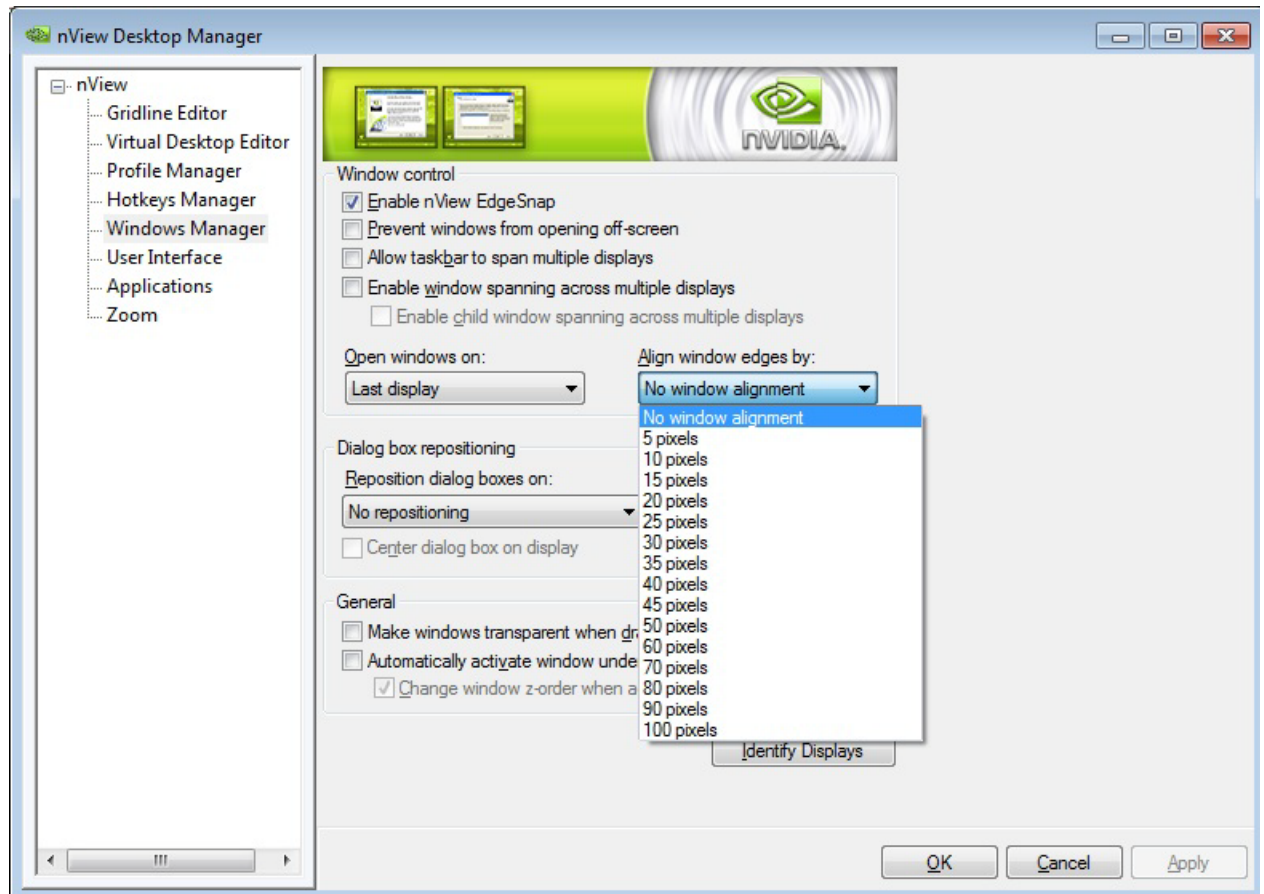 nView Desktop Manager
nView
Gridline Editor
Virtual Desktop Editor
Profile Manager
Hotkeys Manager
Windows Manager
User Interface
Applications
Zoom
NVIDIA.
Window control
Enable nView EdgeSnap
Prevent windows from opening off-screen
Allow taskbar to span multiple displays
Enable window spanning across multiple displays
Enable child window spanning across multiple displays
Open windows on:
Align window edges by:
Last display
No window alignment
No window alignment
5 pixels
10 pixels
15 pixels
20 pixels
25 pixels
30 pixels
35 pixels
40 pixels
45 pixels
50 pixels
60 pixels
70 pixels
80 pixels
90 pixels
100 pixels
Dialog box repositioning
Reposition dialog boxes on:
No repositioning
Center dialog box on display
General
Make windows transparent when dr
Automatically activate window unde
Change window z-order when a
Identify Displays
OK
Cancel
Apply